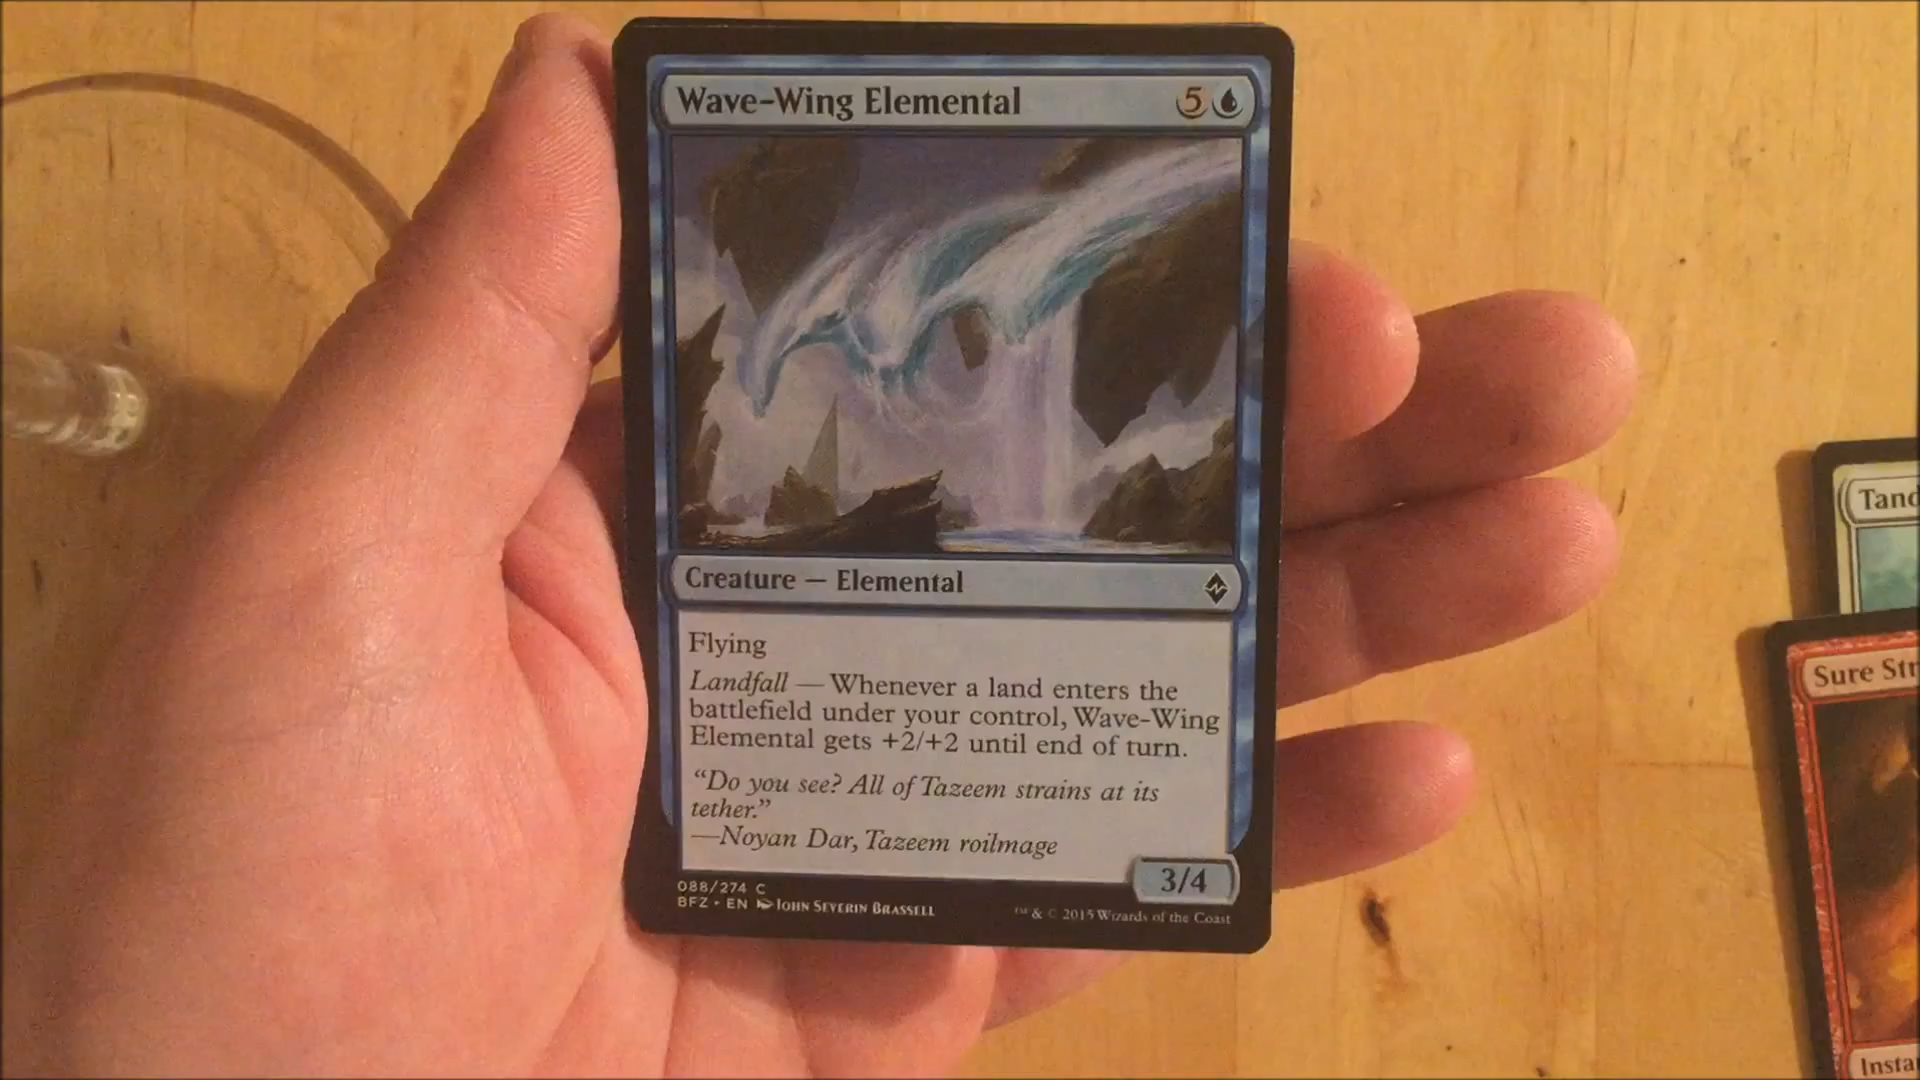 Wave-Wing Elemental 5
Creature — Elemental
Flying
Landfall — Whenever a land enters the
battlefield under your control, Wave-Wing
Elemental gets +2/+2 until end of turn.
"Do you see? All of Tazeem strains at its
tether."
—Noyan Dar, Tazeem roilmage
3/4
088/274 C
BFZ • EN John Severin Brassell
™ & © 2015 Wizards of the Coast
Tand
Sure Str
Insta